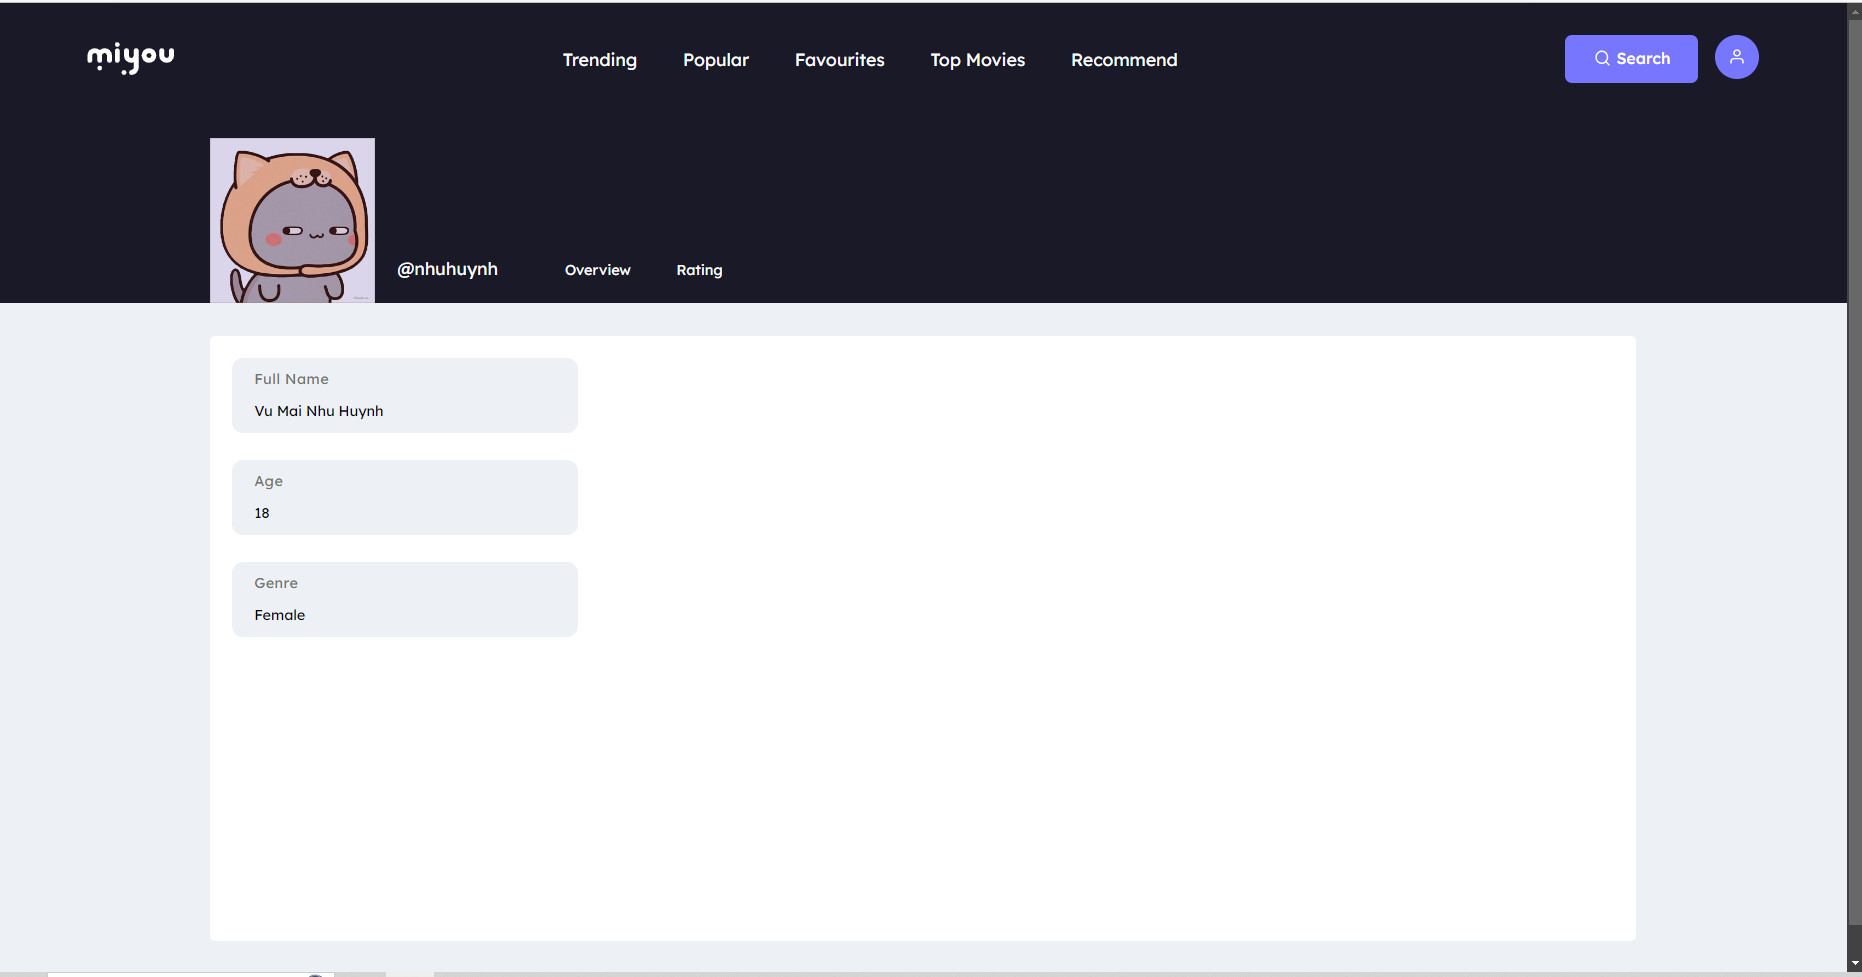 miyou
Trending Popular Favourites Top Movies Recommend
Search
@nhuhuynh Overview Rating
Full Name
Vu Mai Nhu Huynh
Age
18
Genre
Female